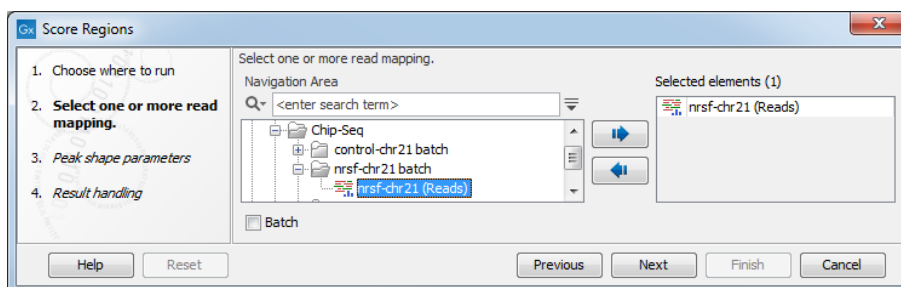 Gx Score Regions
1. Choose where to run
2. Select one or more read
mapping.
3. Peak shape parameters
4. Result handling
Select one or more read mapping.
Navigation Area
<enter search term>
Chip-Seq
control-chr21 batch
nrsf-chr21 batch
nrsf-chr21 (Reads)
Batch
Selected elements (1)
nrsf-chr21 (Reads)
Help
Reset
Previous
Next
Finish
Cancel